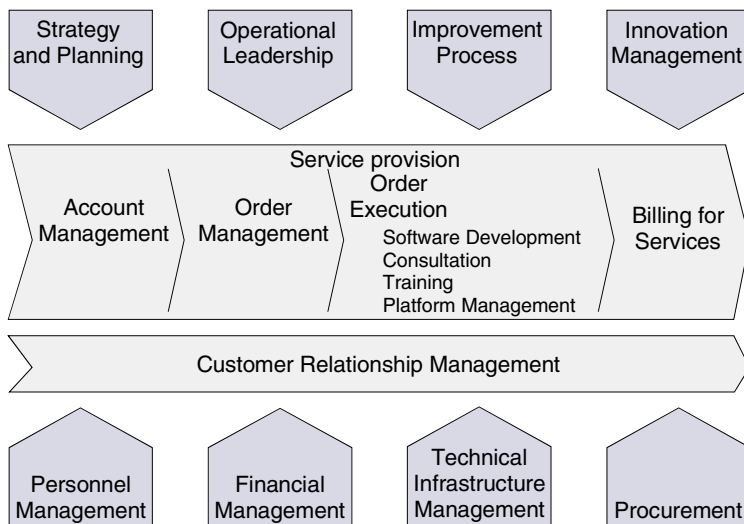 Strategy
and Planning
Operational
Leadership
Improvement
Process
Innovation
Management
Service provision
Account
Management
Order
Management
Order
Execution
Software Development
Consultation
Training
Platform Management
Billing for
Services
Customer Relationship Management
Personnel
Management
Financial
Management
Technical
Infrastructure
Management
Procurement